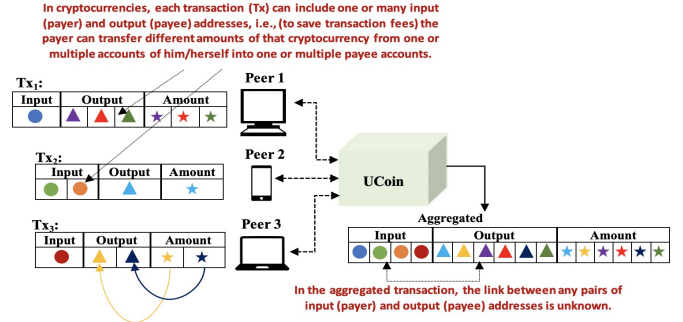 In cryptocurrencies, each transaction (Tx) can include one or many input
(payer) and output (payee) addresses, i.e., (to save transaction fees) the
payer can transfer different amounts of that cryptocurrency from one or
multiple accounts of him/herself into one or multiple payee accounts.
Tx₁:
Input Output Amount
Peer 1
Tx₂:
Input Output Amount
Peer 2
Tx₃:
Input Output Amount
Peer 3
UCoin
Aggregated
Input Output Amount
In the aggregated transaction, the link between any pairs of
input (payer) and output (payee) addresses is unknown.